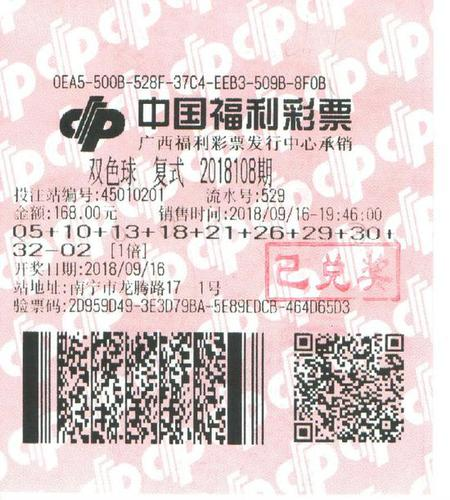 0EA5-500B-528F-37C4-EEB3-509B-8F0B
中国福利彩票
广西福利彩票发行中心承销
双色球 复式 2018108期
投注站编号:45010201 流水号:529
金额:168.00元 销售时间:2018/09/16-19:46:00
05+10+13+18+21+26+29+30+
32-02 [1倍]
开奖日期:2018/09/16
已兑奖
站地址:南宁市龙腾路17 1号
验票码:2D959D49-3E3D79BA-5E89EDCB-464D65D3